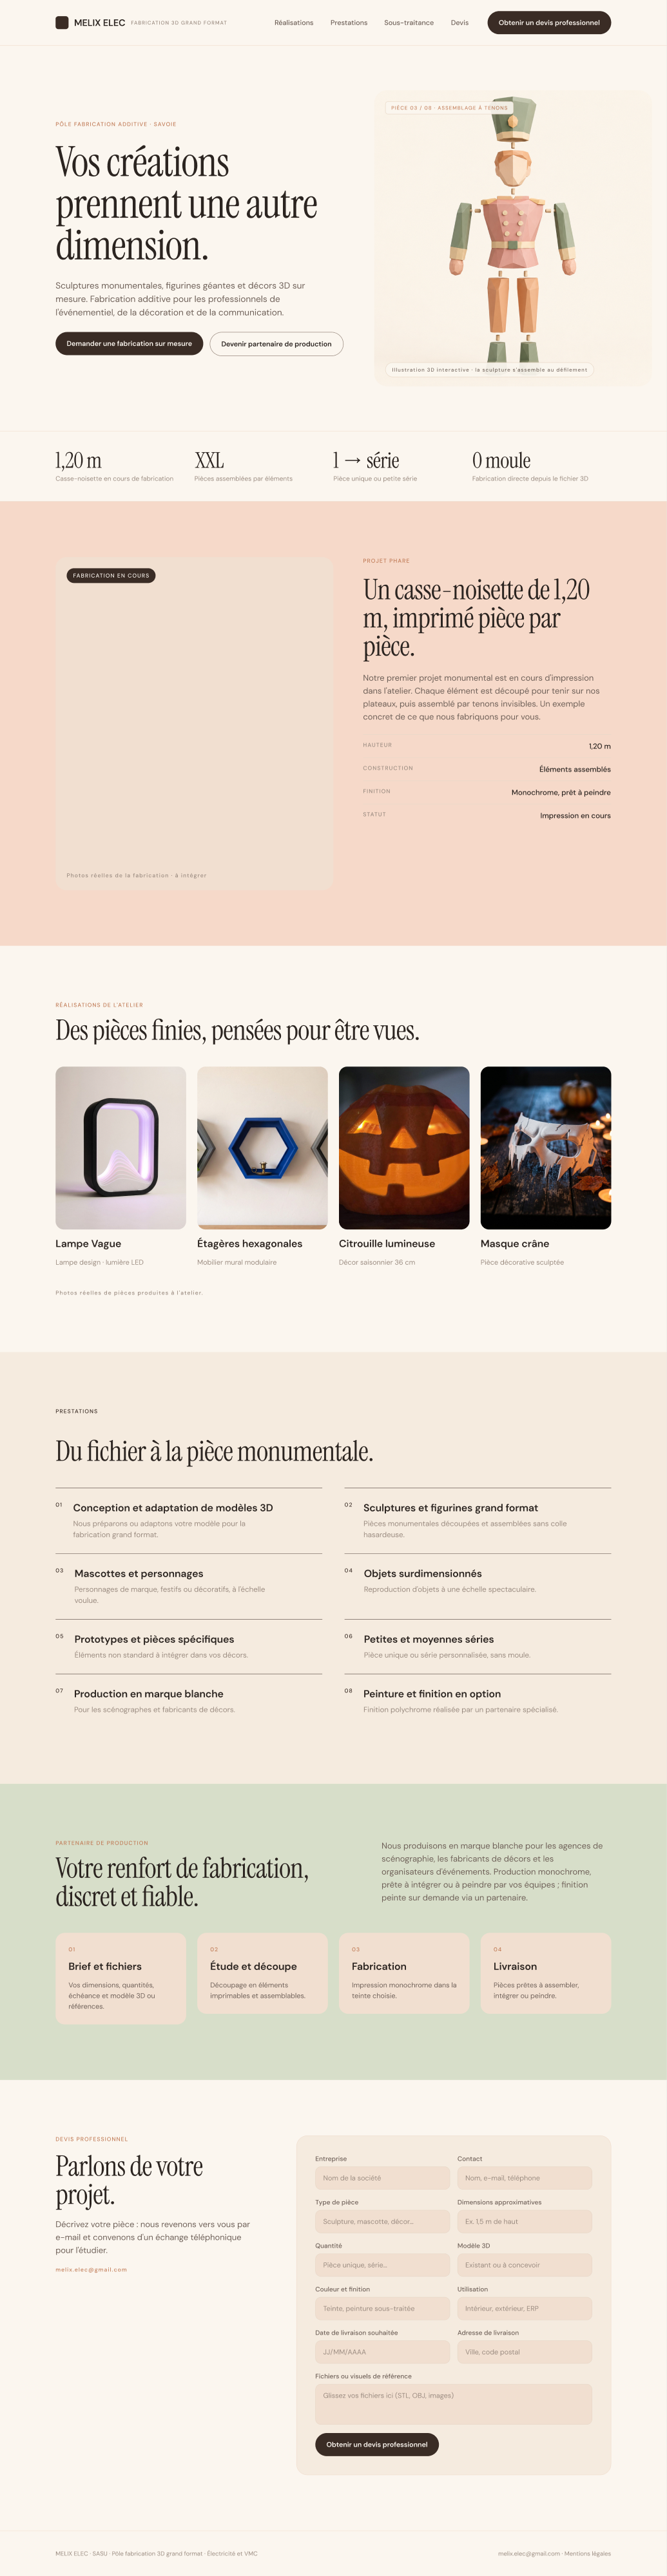 MELIX ELEC FABRICATION 3D GRAND FORMAT
Réalisations Prestations Sous-traitance Devis
Obtenir un devis professionnel
PÔLE FABRICATION ADDITIVE · SAVOIE
Vos créations
prennent une autre
dimension.
Sculptures monumentales, figurines géantes et décors 3D sur
mesure. Fabrication additive pour les professionnels de
l'événementiel, de la décoration et de la communication.
Demander une fabrication sur mesure
Devenir partenaire de production
PIÈCE 03 / 09 · ASSEMBLAGE À TENONS
Illustration 3D interactive · la sculpture s'assemble au défilement
1,20 m
Casse-noisette en cours de fabrication
XXL
Pièces assemblées par éléments
1 → série
Pièce unique ou petite série
0 moule
Fabrication directe depuis le fichier 3D
FABRICATION EN COURS
Photos réelles de la fabrication · à intégrer
PROJET PHARE
Un casse-noisette de 1,20
m, imprimé pièce par
pièce.
Notre premier projet monumental est en cours d'impression
dans l'atelier. Chaque élément est découpé pour tenir sur nos
plateaux, puis assemblé par tenons invisibles. Un exemple
concret de ce que nous fabriquons pour vous.
HAUTEUR 1,20 m
CONSTRUCTION Éléments assemblés
FINITION Monochrome, prêt à peindre
STATUT Impression en cours
RÉALISATIONS DE L'ATELIER
Des pièces finies, pensées pour être vues.
Lampe Vague
Lampe design · lumière LED
Étagères hexagonales
Mobilier mural modulaire
Citrouille lumineuse
Décor saisonnier 36 cm
Masque crâne
Pièce décorative sculptée
Photos réelles de pièces produites à l'atelier.
PRESTATIONS
Du fichier à la pièce monumentale.
01 Conception et adaptation de modèles 3D
Nous préparons ou adaptons votre modèle pour la
fabrication grand format.
02 Sculptures et figurines grand format
Pièces monumentales découpées et assemblées sans colle
hasardeuse.
03 Mascottes et personnages
Personnages de marque, festifs ou décoratifs, à l'échelle
voulue.
04 Objets surdimensionnés
Reproduction d'objets à une échelle spectaculaire.
05 Prototypes et pièces spécifiques
Éléments non standard à intégrer dans vos décors.
06 Petites et moyennes séries
Pièce unique ou série personnalisée, sans moule.
07 Production en marque blanche
Pour les scénographes et fabricants de décors.
08 Peinture et finition en option
Finition polychrome réalisée par un partenaire spécialisé.
PARTENAIRE DE PRODUCTION
Votre renfort de fabrication,
discret et fiable.
Nous produisons en marque blanche pour les agences de
scénographie, les fabricants de décors et les
organisateurs d'événements. Production monochrome,
prête à intégrer ou à peindre par vos équipes ; finition
peinte sur demande via un partenaire.
01
Brief et fichiers
Vos dimensions, quantités,
échéance et modèle 3D ou
références.
02
Étude et découpe
Découpage en éléments
imprimables et assemblables.
03
Fabrication
Impression monochrome dans la
teinte choisie.
04
Livraison
Pièces prêtes à assembler,
intégrer ou peindre.
DEVIS PROFESSIONNEL
Parlons de votre
projet.
Décrivez votre pièce : nous revenons vers vous par
e-mail et convenons d'un échange téléphonique
pour l'étudier.
melix.elec@gmail.com
Entreprise
Nom de la société
Contact
Nom, e-mail, téléphone
Type de pièce
Sculpture, mascotte, décor...
Dimensions approximatives
Ex. 1,5 m de haut
Quantité
Pièce unique, série...
Modèle 3D
Existant ou à concevoir
Couleur et finition
Teinte, peinture sous-traitée
Utilisation
Intérieur, extérieur, ERP
Date de livraison souhaitée
JJ/MM/AAAA
Adresse de livraison
Ville, code postal
Fichiers ou visuels de référence
Glissez vos fichiers ici (STL, OBJ, images)
Obtenir un devis professionnel
MELIX ELEC · SASU · Pôle fabrication 3D grand format · Électricité et VMC
melix.elec@gmail.com · Mentions légales